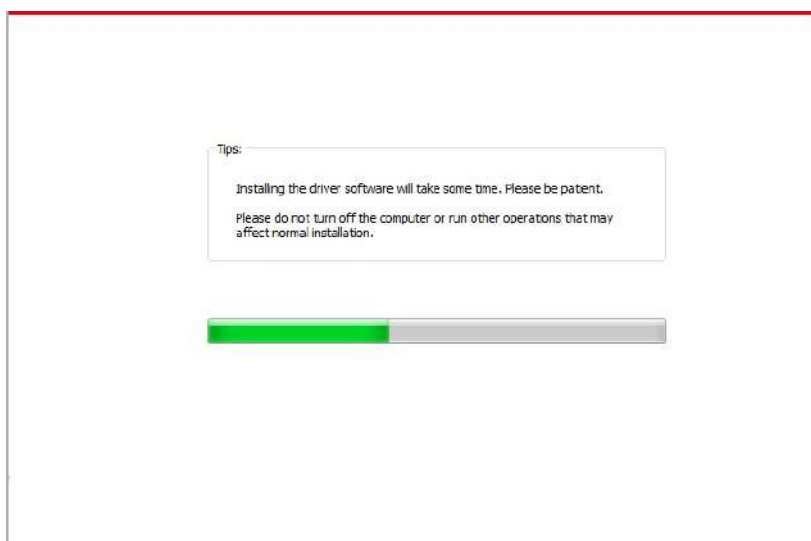 Tips:
Installing the driver software will take some time. Please be patient.
Please do not turn off the computer or run other operations that may
affect normal installation.